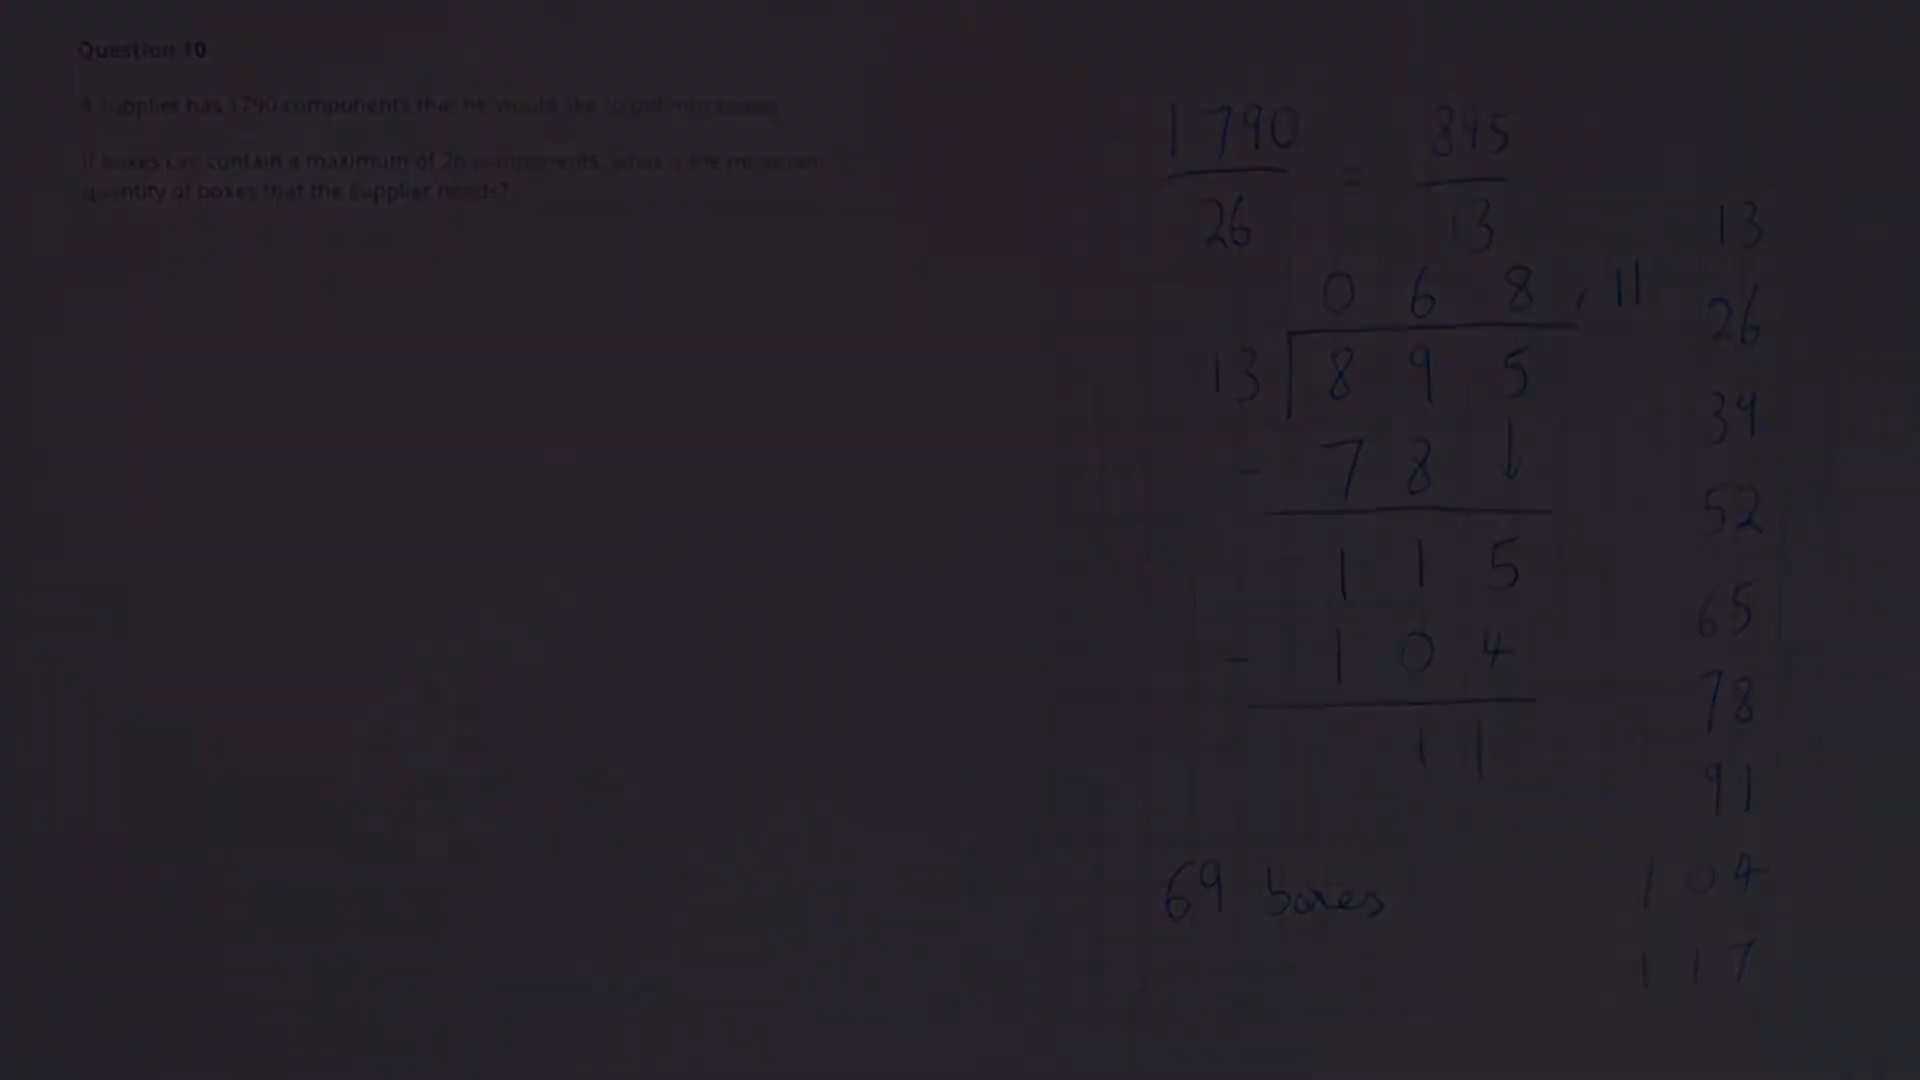 Question 10
A supplier has 1790 components that he would like to put into boxes.
If boxes can contain a maximum of 26 components, what is the minimum
quantity of boxes that the supplier needs?
1790 = 895
26 13
0 6 8 , 11
13 8 9 5
- 7 8 ↓
1 1 5
- 1 0 4
1 1
69 boxes
13
26
39
52
65
78
91
104
117